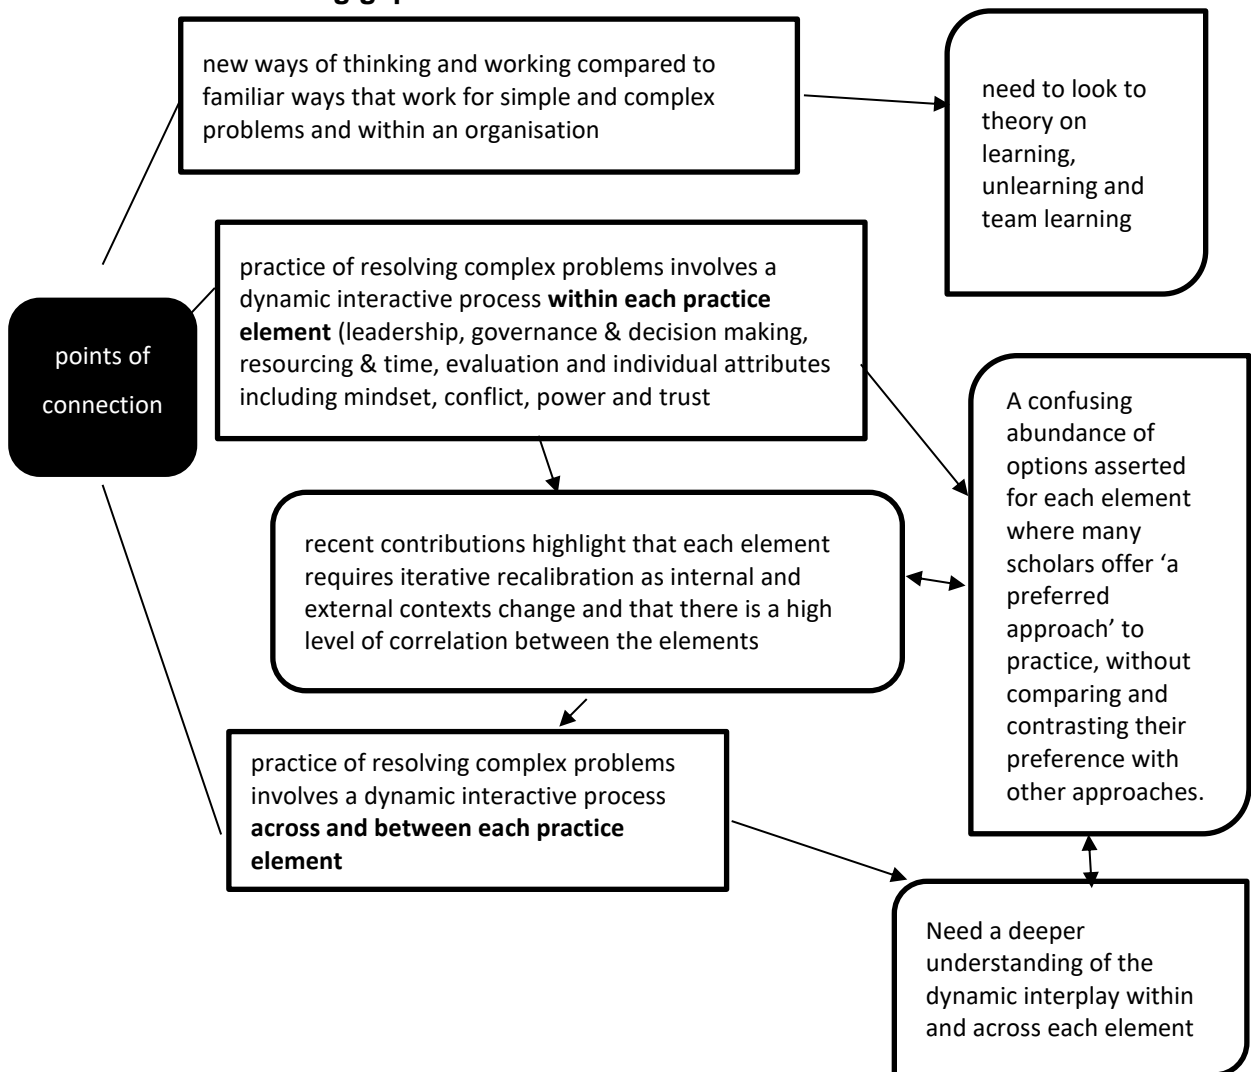 new ways of thinking and working compared to
familiar ways that work for simple and complex
problems and within an organisation
need to look to
theory on
learning,
unlearning and
team learning
practice of resolving complex problems involves a
dynamic interactive process within each practice
element (leadership, governance & decision making,
resourcing & time, evaluation and individual attributes
including mindset, conflict, power and trust
points of
connection
A confusing
abundance of
options asserted
for each element
where many
scholars offer ‘a
preferred
approach’ to
practice, without
comparing and
contrasting their
preference with
other approaches.
recent contributions highlight that each element
requires iterative recalibration as internal and
external contexts change and that there is a high
level of correlation between the elements
practice of resolving complex problems
involves a dynamic interactive process
across and between each practice
element
Need a deeper
understanding of the
dynamic interplay within
and across each element